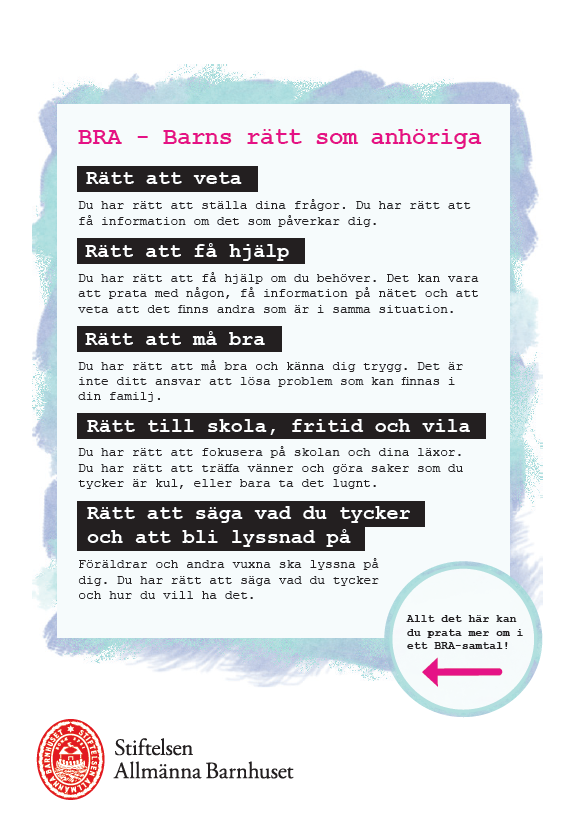 BRA - Barns rätt som anhöriga
Rätt att veta
Du har rätt att ställa dina frågor. Du har rätt att
få information om det som påverkar dig.
Rätt att få hjälp
Du har rätt att få hjälp om du behöver. Det kan vara
att prata med någon, få information på nätet och att
veta att det finns andra som är i samma situation.
Rätt att må bra
Du har rätt att må bra och känna dig trygg. Det är
inte ditt ansvar att lösa problem som kan finnas i
din familj.
Rätt till skola, fritid och vila
Du har rätt att fokusera på skolan och dina läxor.
Du har rätt att träffa vänner och göra saker som du
tycker är kul, eller bara ta det lugnt.
Rätt att säga vad du tycker
och att bli lyssnad på
Föräldrar och andra vuxna ska lyssna på
dig. Du har rätt att säga vad du tycker
och hur du vill ha det.
Allt det här kan
du prata mer om i
ett BRA-samtal!
STIFTELSEN ALLMÄNNA BARNHUSET
Stiftelsen
Allmänna Barnhuset